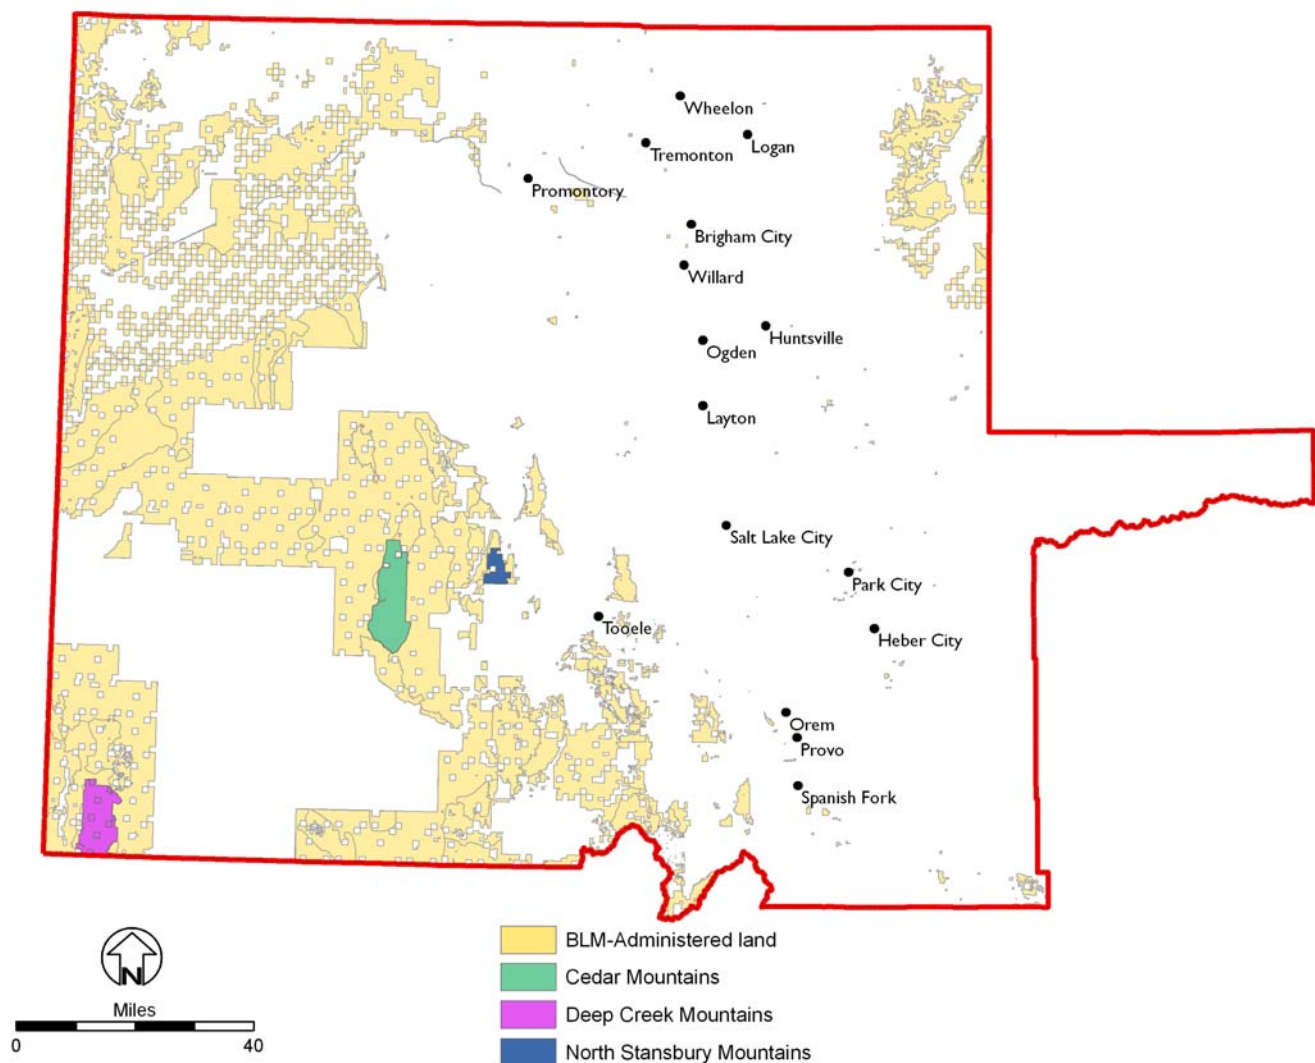 Wheelon
Logan
Tremonton
Promontory
Brigham City
Willard
Huntsville
Ogden
Layton
Salt Lake City
Park City
Tooele
Heber City
Orem
Provo
Spanish Fork
N
Miles
0 40
BLM-Administered land
Cedar Mountains
Deep Creek Mountains
North Stansbury Mountains